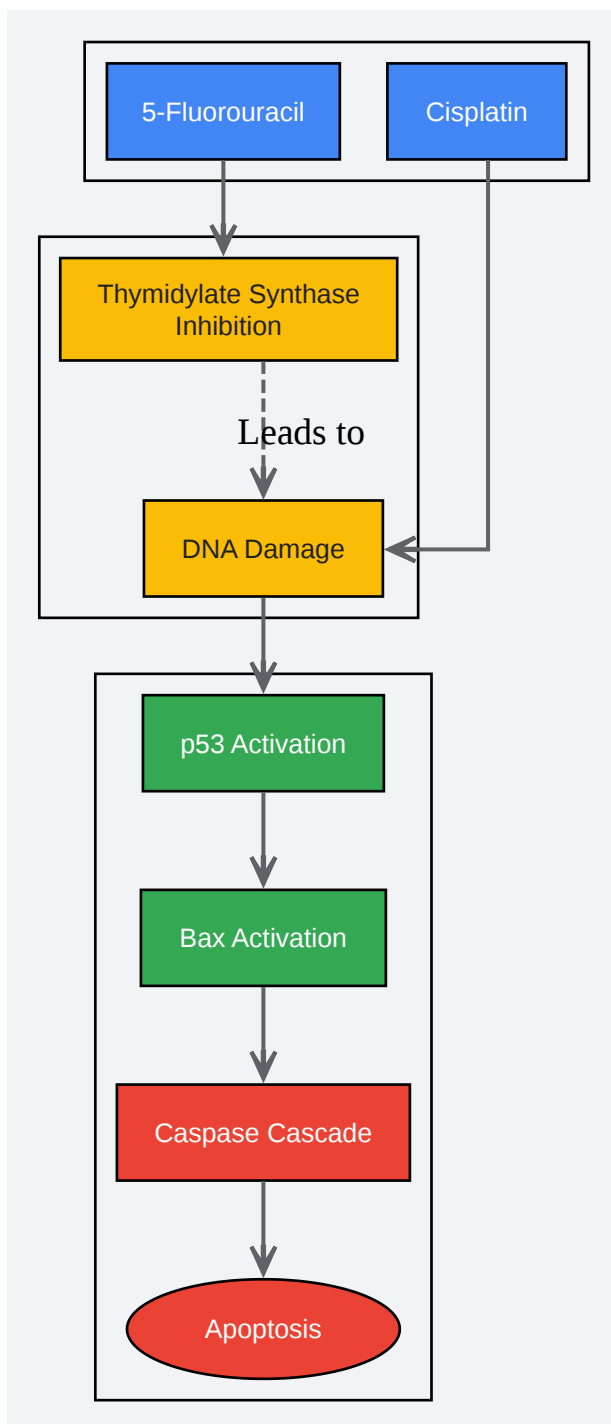 5-Fluorouracil
Cisplatin
Thymidylate Synthase
Inhibition
Leads to
DNA Damage
p53 Activation
Bax Activation
Caspase Cascade
Apoptosis